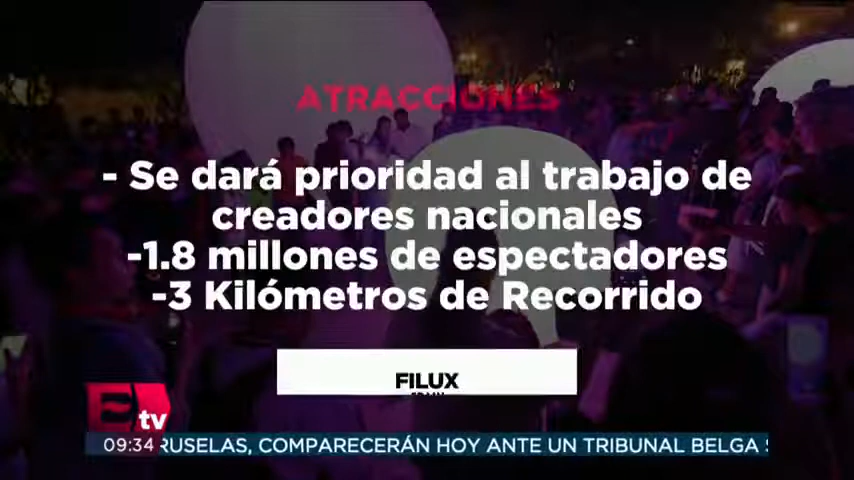 ATRACCIONES
- Se dará prioridad al trabajo de
creadores nacionales
-1.8 millones de espectadores
-3 Kilómetros de Recorrido
FILUX
tv
09:34 RUSELAS, COMPARECERÁN HOY ANTE UN TRIBUNAL BELGA